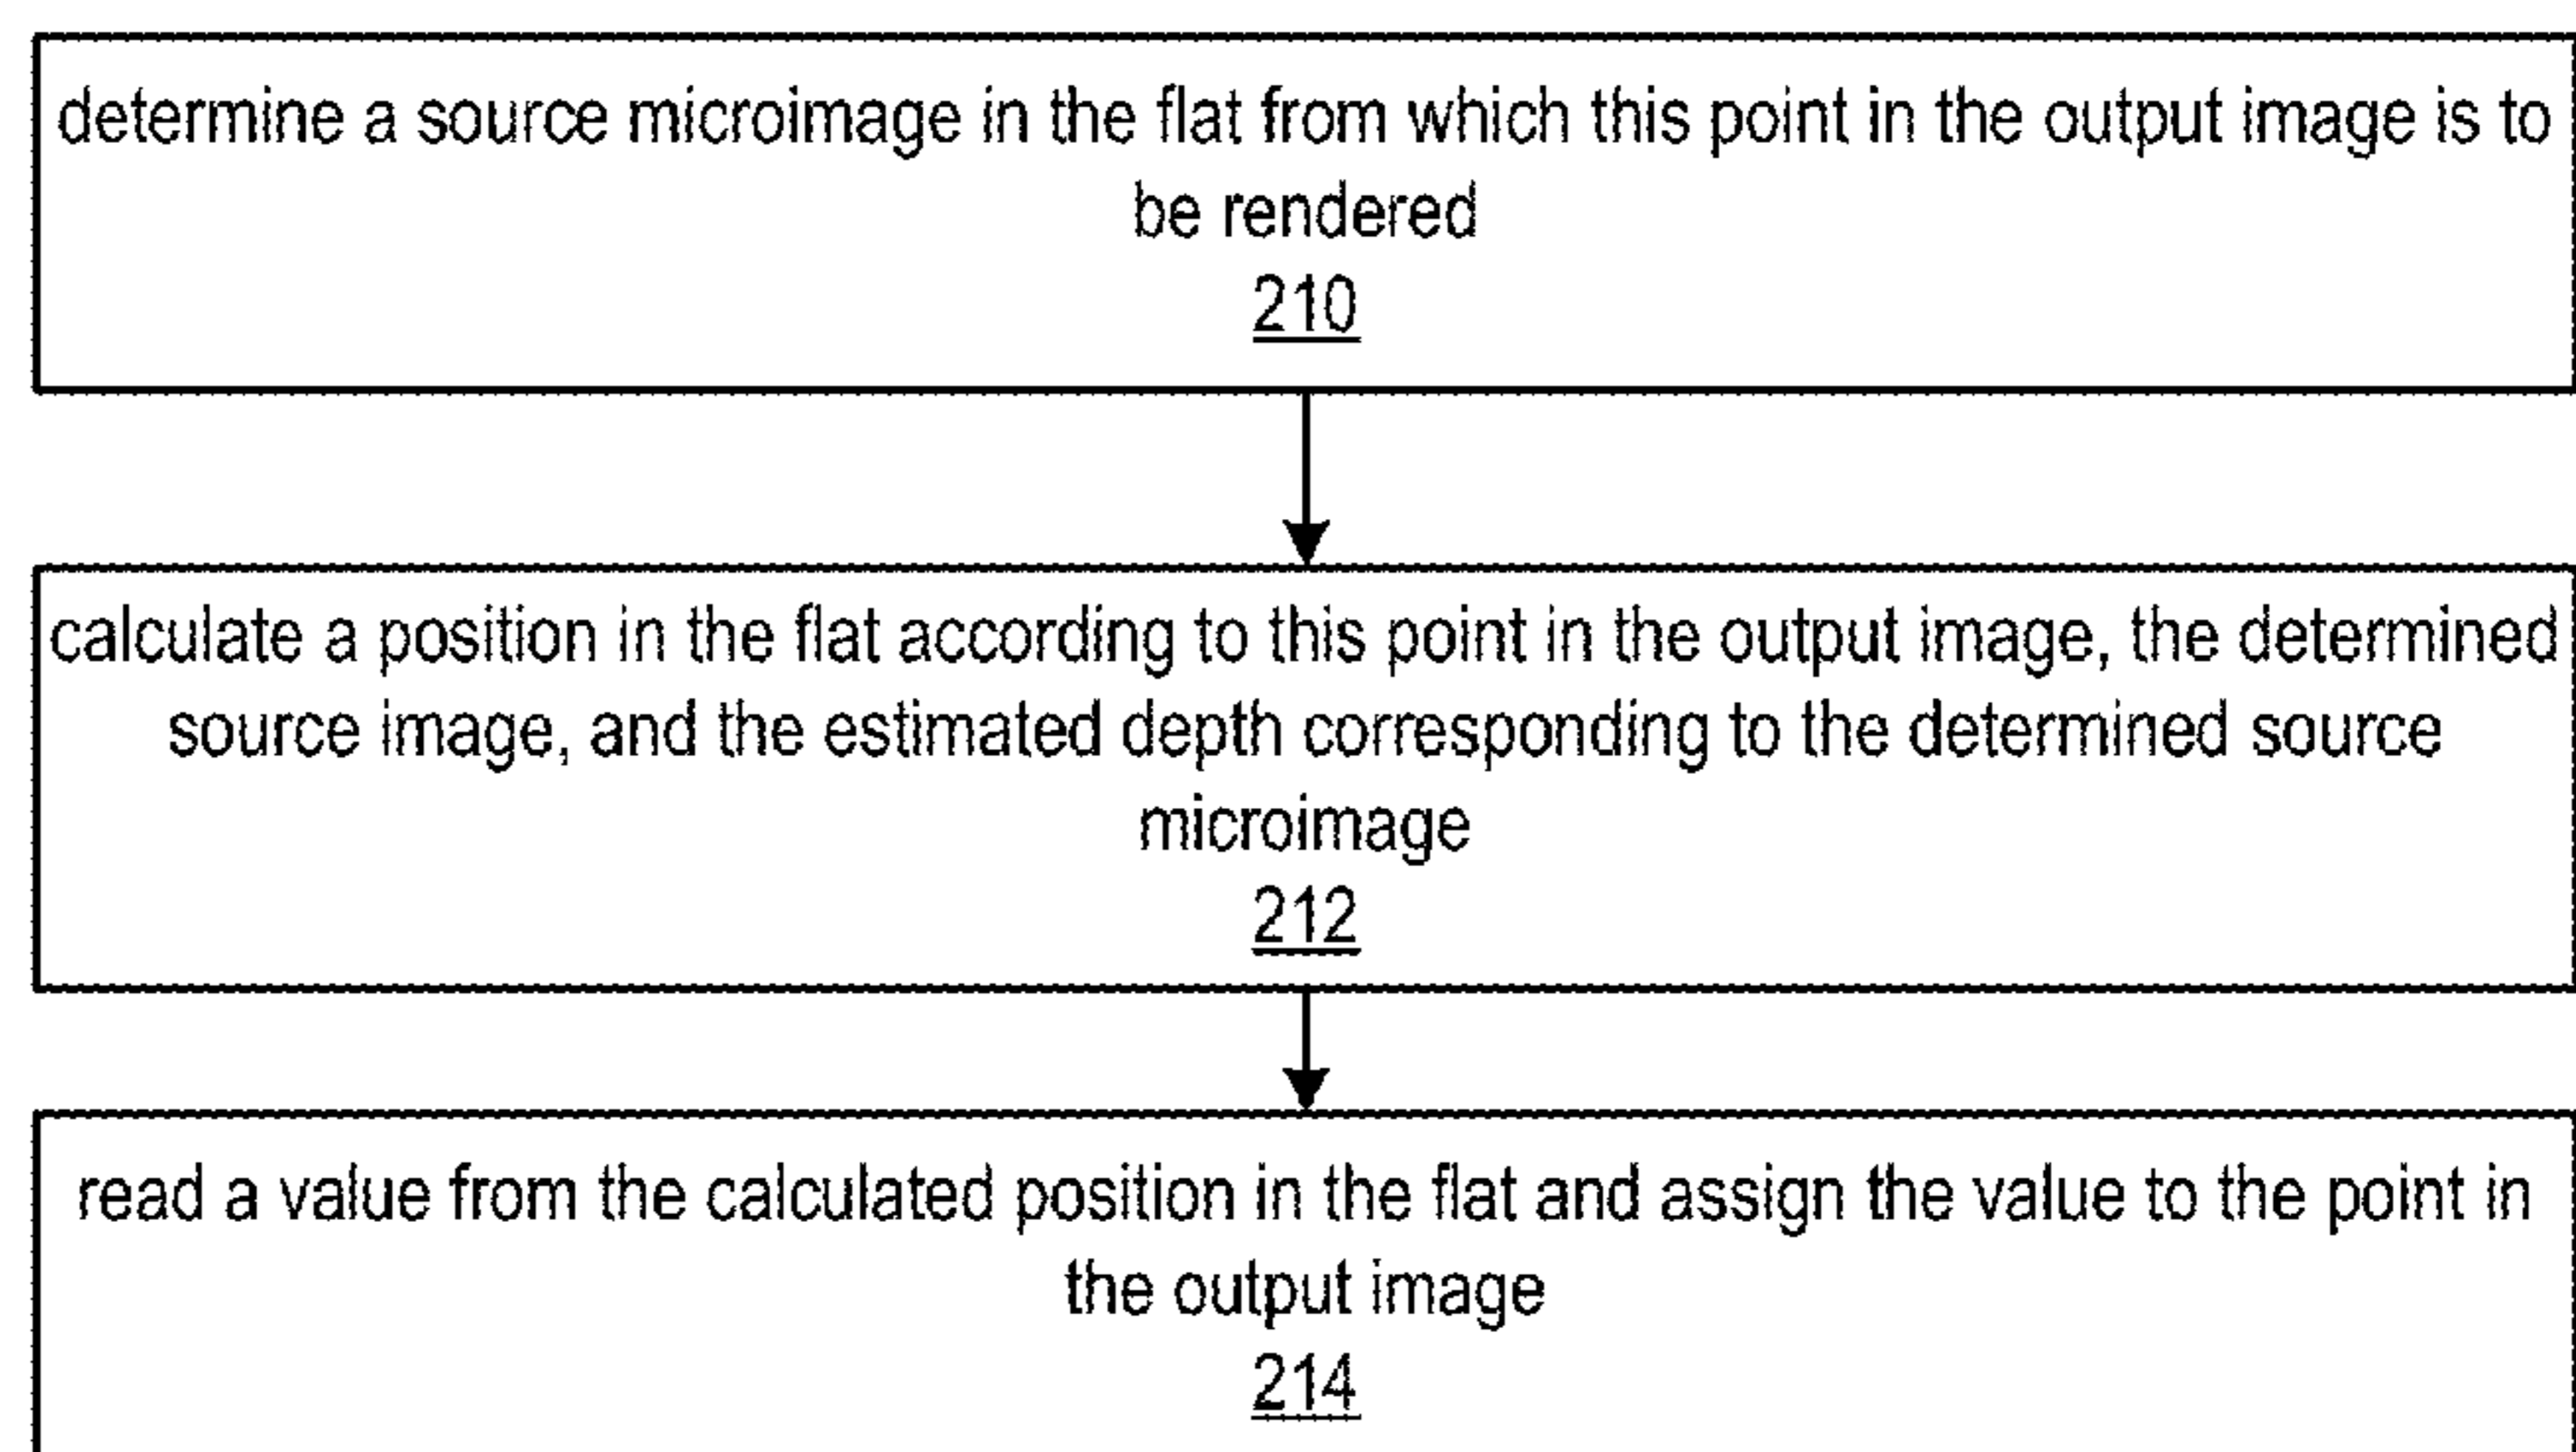 determine a source microimage in the flat from which this point in the output image is to
be rendered
210
calculate a position in the flat according to this point in the output image, the determined
source image, and the estimated depth corresponding to the determined source
microimage
212
read a value from the calculated position in the flat and assign the value to the point in
the output image
214